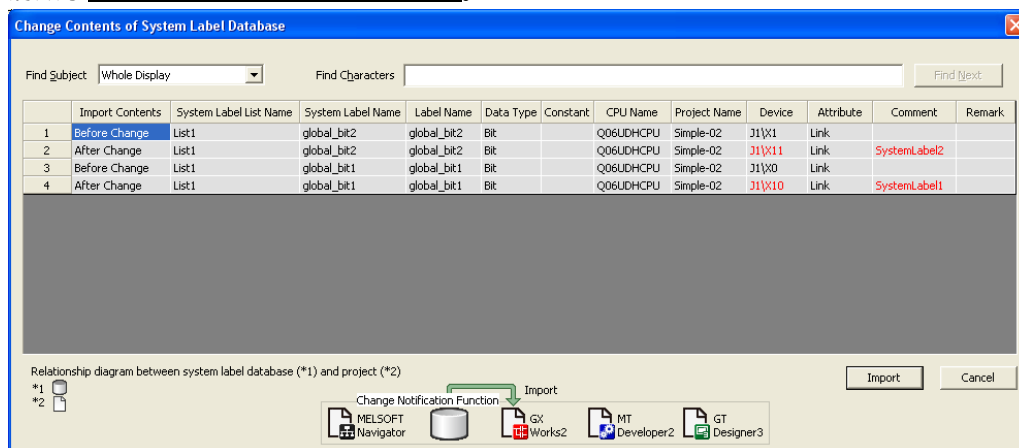 Change Contents of System Label Database
Find Subject Whole Display Find Characters Find Next
Import Contents System Label List Name System Label Name Label Name Data Type Constant CPU Name Project Name Device Attribute Comment Remark
1 Before Change List1 global_bit2 global_bit2 Bit Q06UDHCPU Simple-02 J1\X1 Link
2 After Change List1 global_bit2 global_bit2 Bit Q06UDHCPU Simple-02 J1\X11 Link SystemLabel2
3 Before Change List1 global_bit1 global_bit1 Bit Q06UDHCPU Simple-02 J1\X0 Link
4 After Change List1 global_bit1 global_bit1 Bit Q06UDHCPU Simple-02 J1\X10 Link SystemLabel1
Relationship diagram between system label database (*1) and project (*2)
*1
*2
Import Cancel
Import
Change Notification Function
MELSOFT Navigator
GX Works2
MT Developer2
GT Designer3